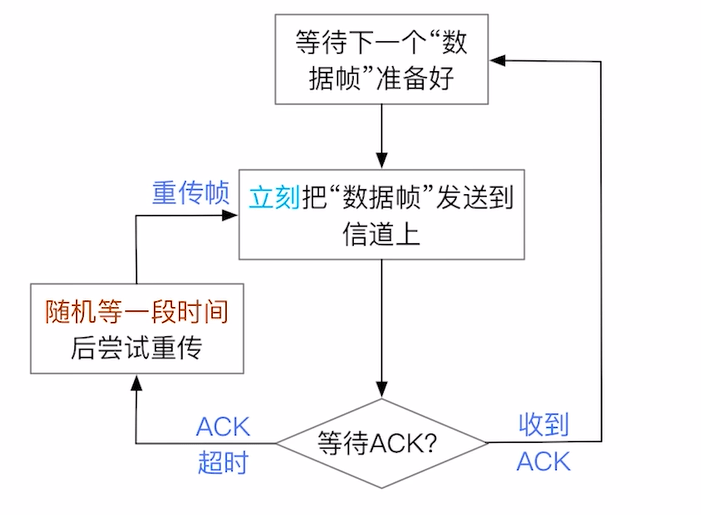 等待下一个“数
据帧”准备好
重传帧
立刻把“数据帧”发送到
信道上
随机等一段时间
后尝试重传
等待ACK?
ACK
超时
收到
ACK